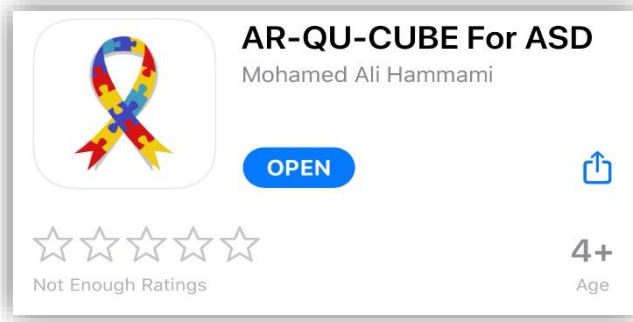 AR-QU-CUBE For ASD
Mohamed Ali Hammami
OPEN
4+
Not Enough Ratings
Age